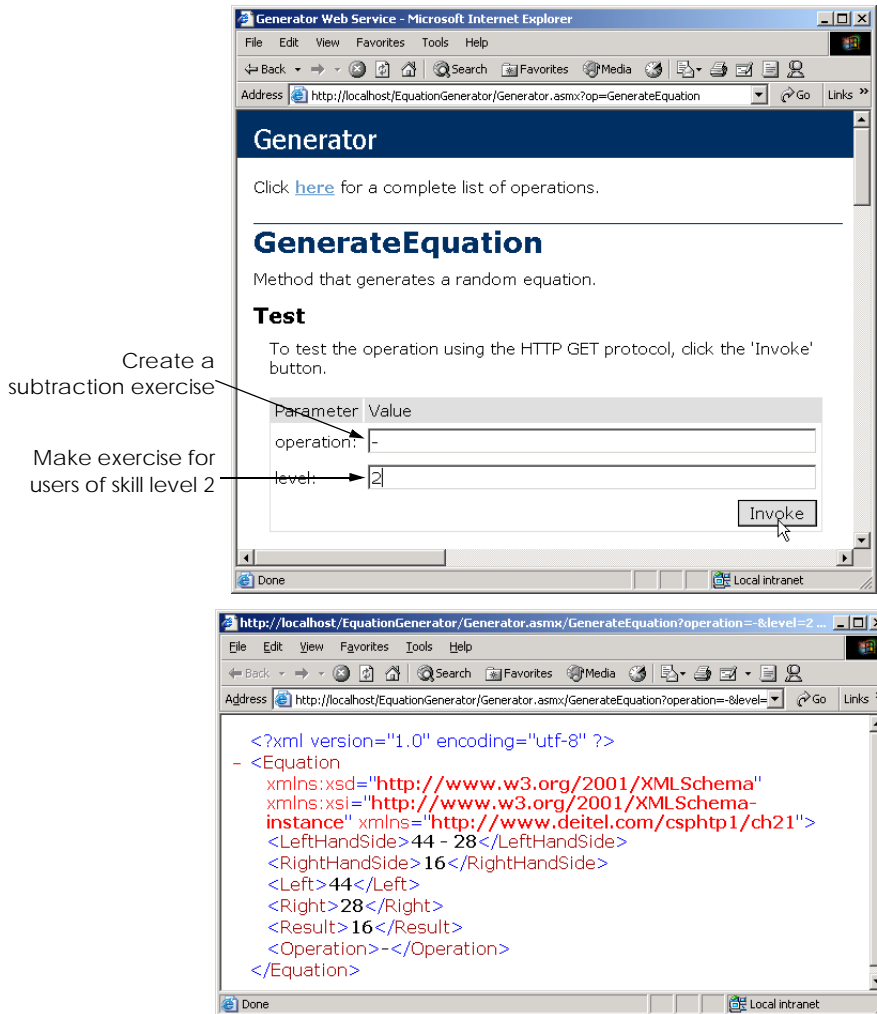 Generator Web Service - Microsoft Internet Explorer
File Edit View Favorites Tools Help
Back Search Favorites Media
Address http://localhost/EquationGenerator/Generator.asmx?op=GenerateEquation Go Links »
Generator
Click here for a complete list of operations.
GenerateEquation
Method that generates a random equation.
Test
To test the operation using the HTTP GET protocol, click the 'Invoke'
button.
Create a
subtraction exercise
Parameter Value
operation: -
Make exercise for
users of skill level 2
level: 2
Invoke
Done Local intranet
http://localhost/EquationGenerator/Generator.asmx/GenerateEquation?operation=-&level=2 ...
File Edit View Favorites Tools Help
Back Search Favorites Media
Address http://localhost/EquationGenerator/Generator.asmx/GenerateEquation?operation=-&level= Go Links
<?xml version="1.0" encoding="utf-8" ?>
- <Equation
xmlns:xsd="http://www.w3.org/2001/XMLSchema"
xmlns:xsi="http://www.w3.org/2001/XMLSchema-
instance" xmlns="http://www.deitel.com/csphtp1/ch21">
<LeftHandSide>44 - 28</LeftHandSide>
<RightHandSide>16</RightHandSide>
<Left>44</Left>
<Right>28</Right>
<Result>16</Result>
<Operation>-</Operation>
</Equation>
Done Local intranet